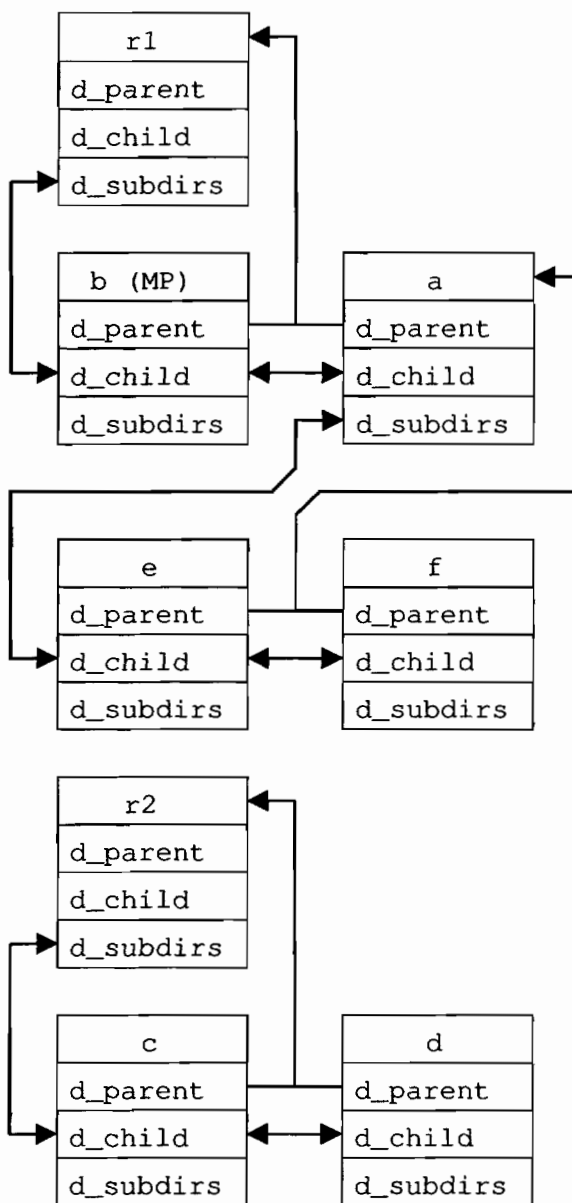 r1
d_parent
d_child
d_subdirs
b (MP)
d_parent
d_child
d_subdirs
a
d_parent
d_child
d_subdirs
e
d_parent
d_child
d_subdirs
f
d_parent
d_child
d_subdirs
r2
d_parent
d_child
d_subdirs
c
d_parent
d_child
d_subdirs
d
d_parent
d_child
d_subdirs